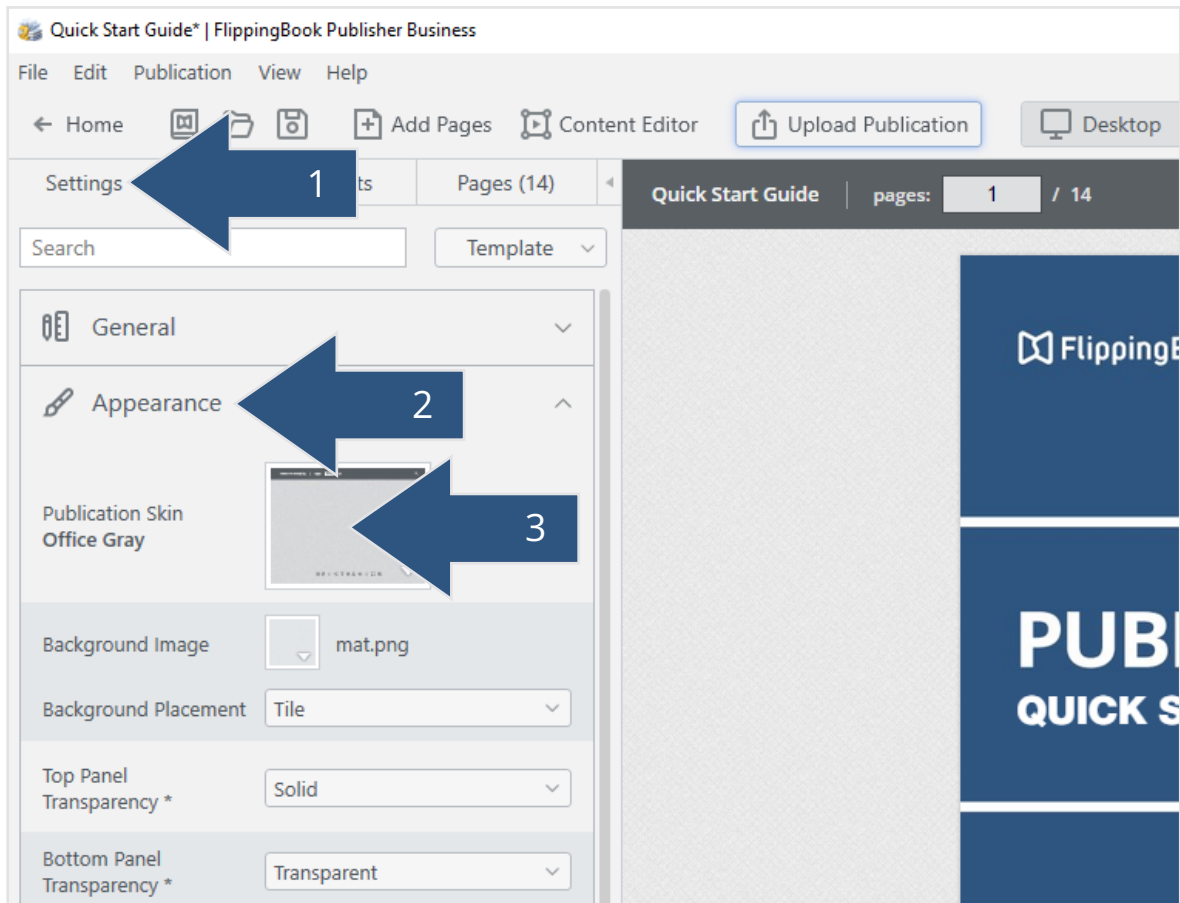 Quick Start Guide* | FlippingBook Publisher Business
File Edit Publication View Help
Home Add Pages Content Editor Upload Publication Desktop
Settings 1 ts Pages (14)
Quick Start Guide pages: 1 / 14
Search Template
General
FlippingB
Appearance 2
Publication Skin
Office Gray
3
Background Image mat.png
PUBL
Background Placement Tile
QUICK S
Top Panel
Transparency *
Solid
Bottom Panel
Transparency *
Transparent